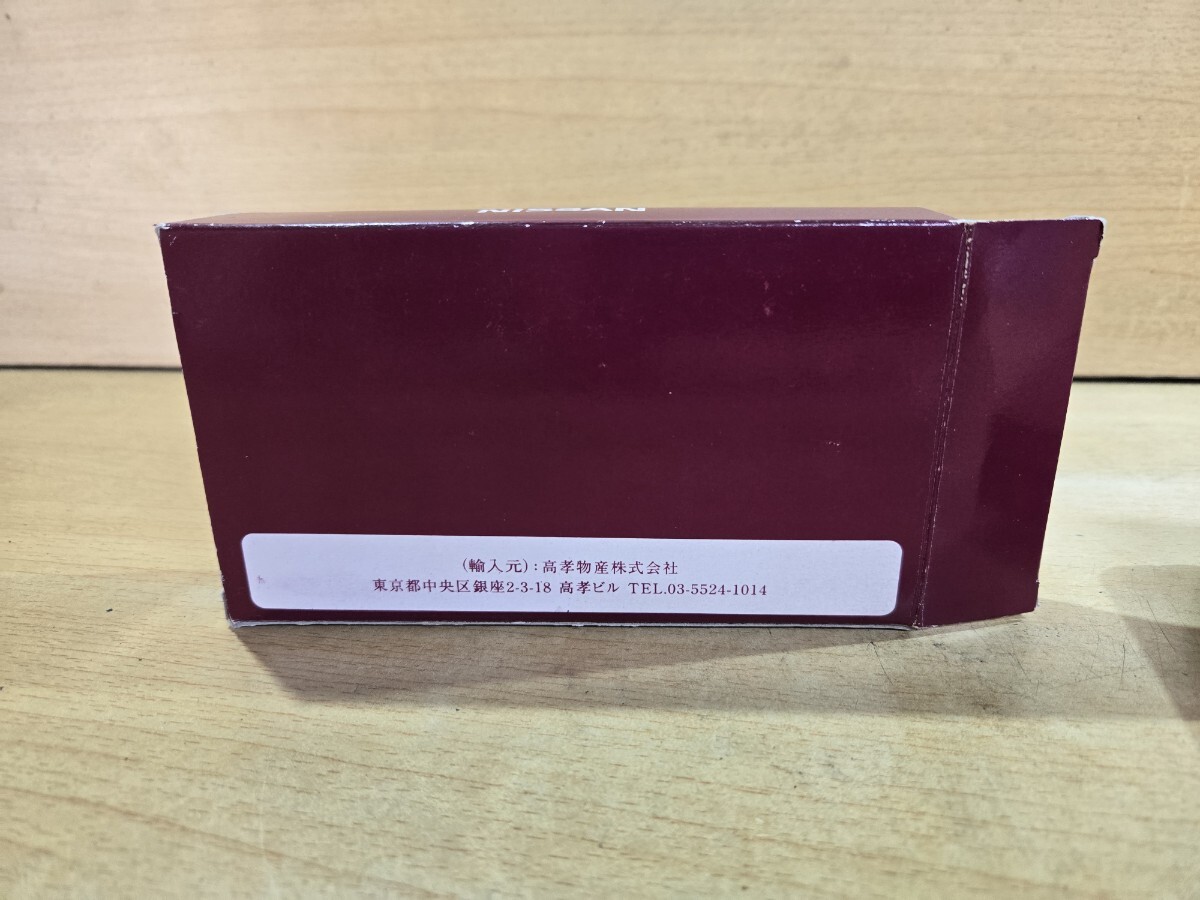 NISSAN
(輸入元):高孝物産株式会社
東京都中央区銀座2-3-18 高孝ビル TEL.03-5524-1014